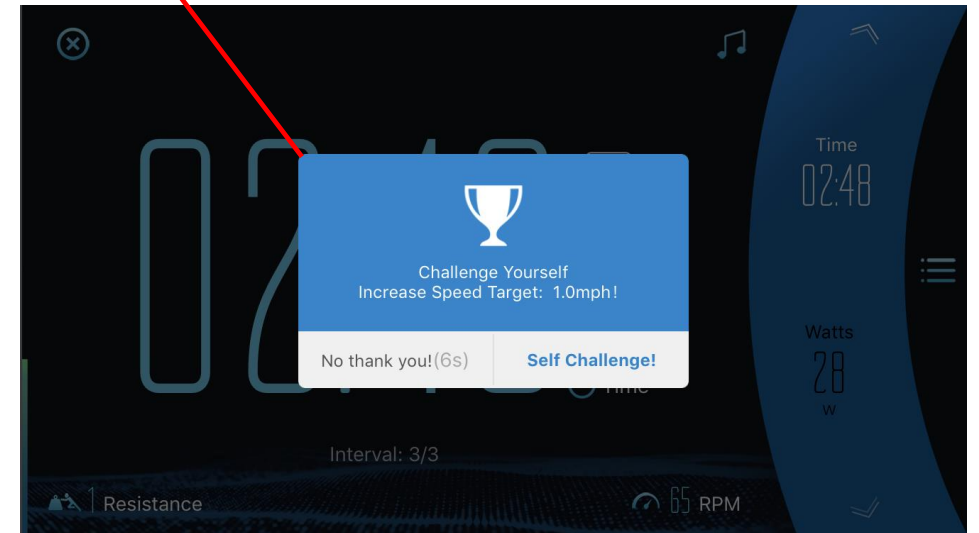 Challenge Yourself
Increase Speed Target: 1.0mph!
No thank you!(6s)
Self Challenge!
Time
02:48
Time
Watts
28
W
Interval: 3/3
1 Resistance
65 RPM